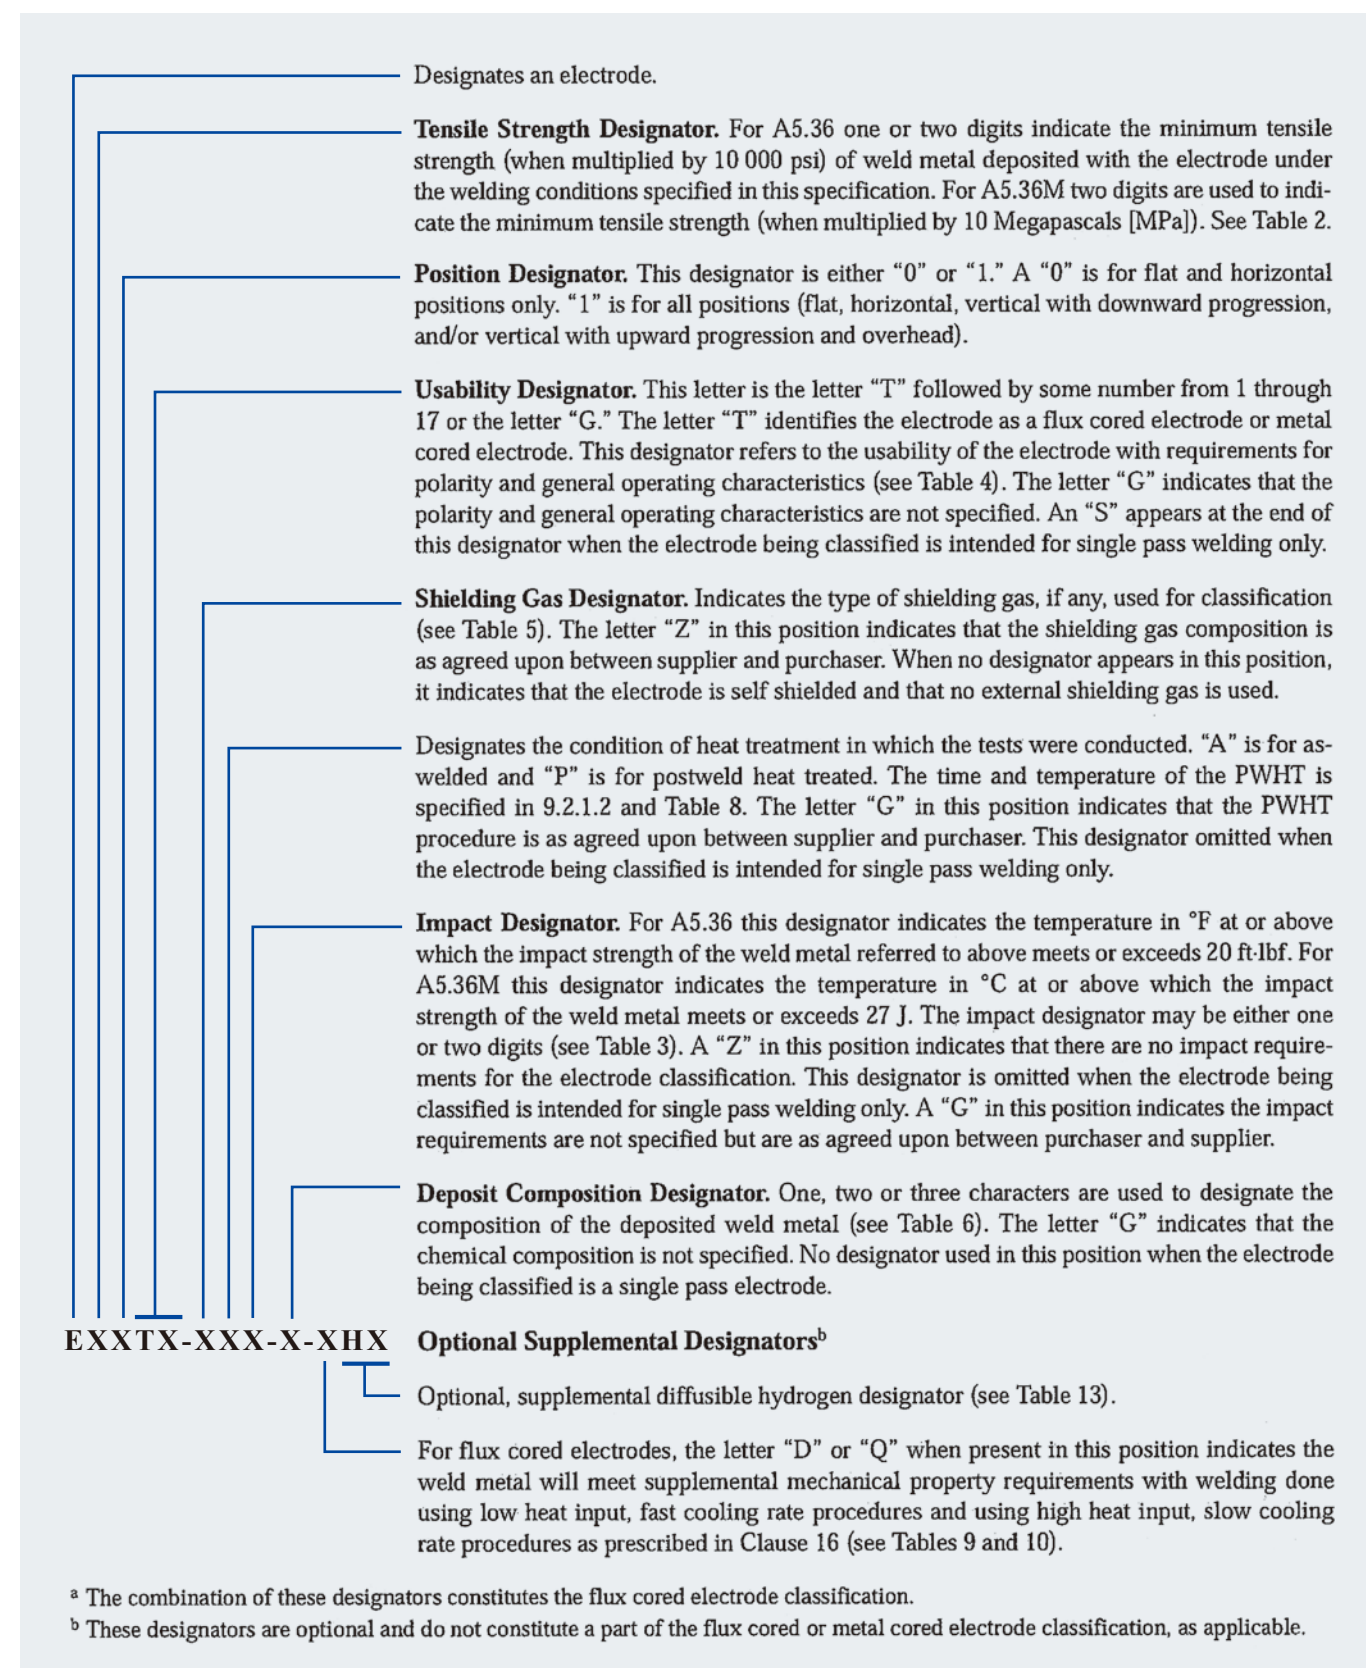 Designates an electrode.
Tensile Strength Designator. For A5.36 one or two digits indicate the minimum tensile
strength (when multiplied by 10 000 psi) of weld metal deposited with the electrode under
the welding conditions specified in this specification. For A5.36M two digits are used to indi-
cate the minimum tensile strength (when multiplied by 10 Megapascals [MPa]). See Table 2.
Position Designator. This designator is either “0” or “1.” A “0” is for flat and horizontal
positions only. “1” is for all positions (flat, horizontal, vertical with downward progression,
and/or vertical with upward progression and overhead).
Usability Designator. This letter is the letter “T” followed by some number from 1 through
17 or the letter “G.” The letter “T” identifies the electrode as a flux cored electrode or metal
cored electrode. This designator refers to the usability of the electrode with requirements for
polarity and general operating characteristics (see Table 4). The letter “G” indicates that the
polarity and general operating characteristics are not specified. An “S” appears at the end of
this designator when the electrode being classified is intended for single pass welding only.
Shielding Gas Designator. Indicates the type of shielding gas, if any, used for classification
(see Table 5). The letter “Z” in this position indicates that the shielding gas composition is
as agreed upon between supplier and purchaser. When no designator appears in this position,
it indicates that the electrode is self shielded and that no external shielding gas is used.
Designates the condition of heat treatment in which the tests were conducted. “A” is for as-
welded and “P” is for postweld heat treated. The time and temperature of the PWHT is
specified in 9.2.1.2 and Table 8. The letter “G” in this position indicates that the PWHT
procedure is as agreed upon between supplier and purchaser. This designator omitted when
the electrode being classified is intended for single pass welding only.
Impact Designator. For A5.36 this designator indicates the temperature in °F at or above
which the impact strength of the weld metal referred to above meets or exceeds 20 ft·lbf. For
A5.36M this designator indicates the temperature in °C at or above which the impact
strength of the weld metal meets or exceeds 27 J. The impact designator may be either one
or two digits (see Table 3). A “Z” in this position indicates that there are no impact require-
ments for the electrode classification. This designator is omitted when the electrode being
classified is intended for single pass welding only. A “G” in this position indicates the impact
requirements are not specified but are as agreed upon between purchaser and supplier.
Deposit Composition Designator. One, two or three characters are used to designate the
composition of the deposited weld metal (see Table 6). The letter “G” indicates that the
chemical composition is not specified. No designator used in this position when the electrode
being classified is a single pass electrode.
EXXTX-XXX-X-XHX Optional Supplemental Designators^b
Optional, supplemental diffusible hydrogen designator (see Table 13).
For flux cored electrodes, the letter “D” or “Q” when present in this position indicates the
weld metal will meet supplemental mechanical property requirements with welding done
using low heat input, fast cooling rate procedures and using high heat input, slow cooling
rate procedures as prescribed in Clause 16 (see Tables 9 and 10).
^a The combination of these designators constitutes the flux cored electrode classification.
^b These designators are optional and do not constitute a part of the flux cored or metal cored electrode classification, as applicable.